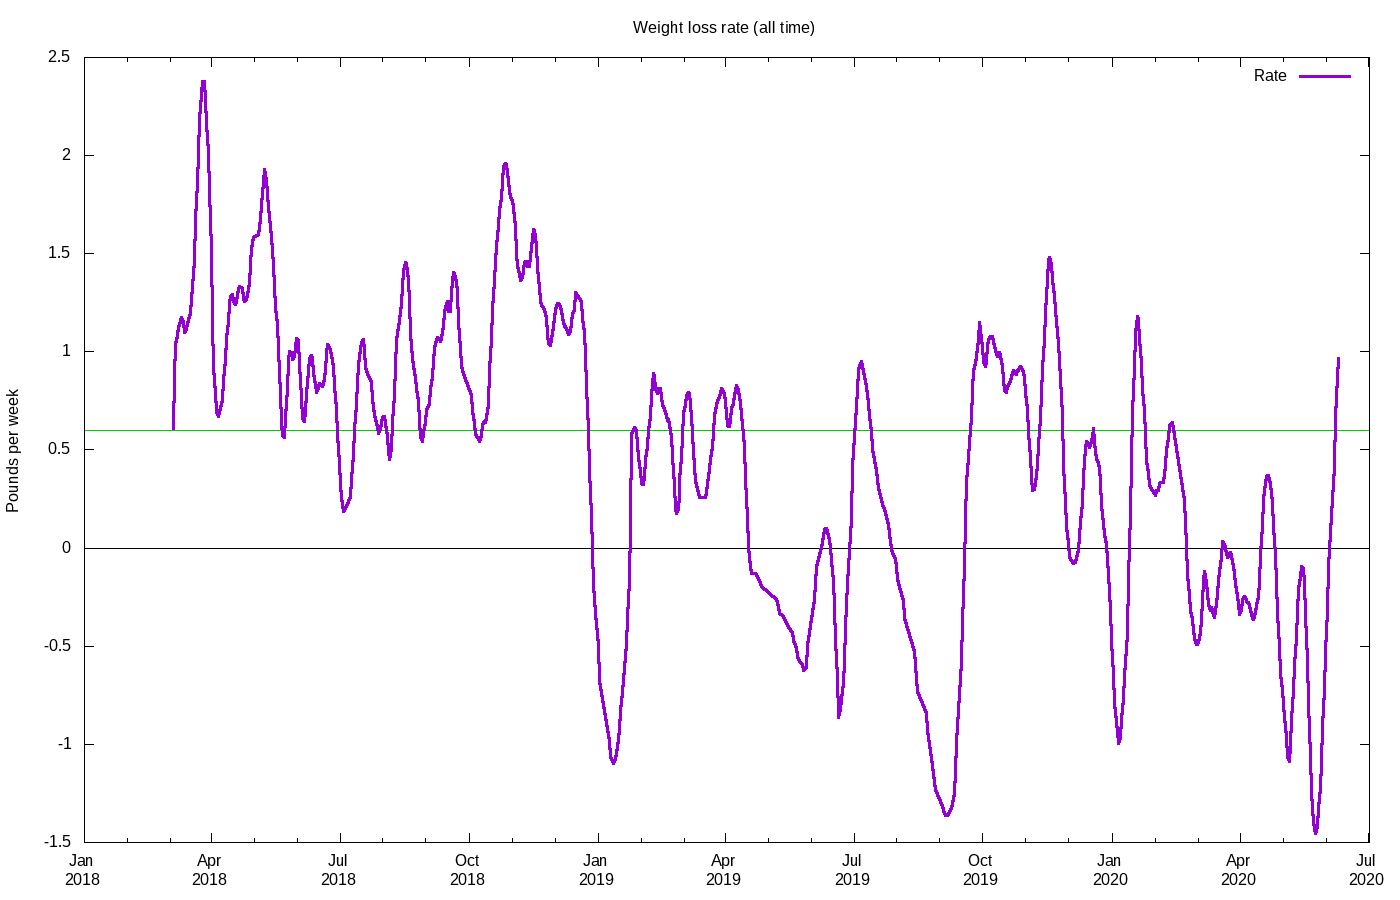 Weight loss rate (all time)
Rate
Pounds per week
2.5
2
1.5
1
0.5
0
-0.5
-1
-1.5
Jan Apr Jul Oct Jan Apr Jul Oct Jan Apr Jul
2018 2018 2018 2018 2019 2019 2019 2019 2020 2020 2020